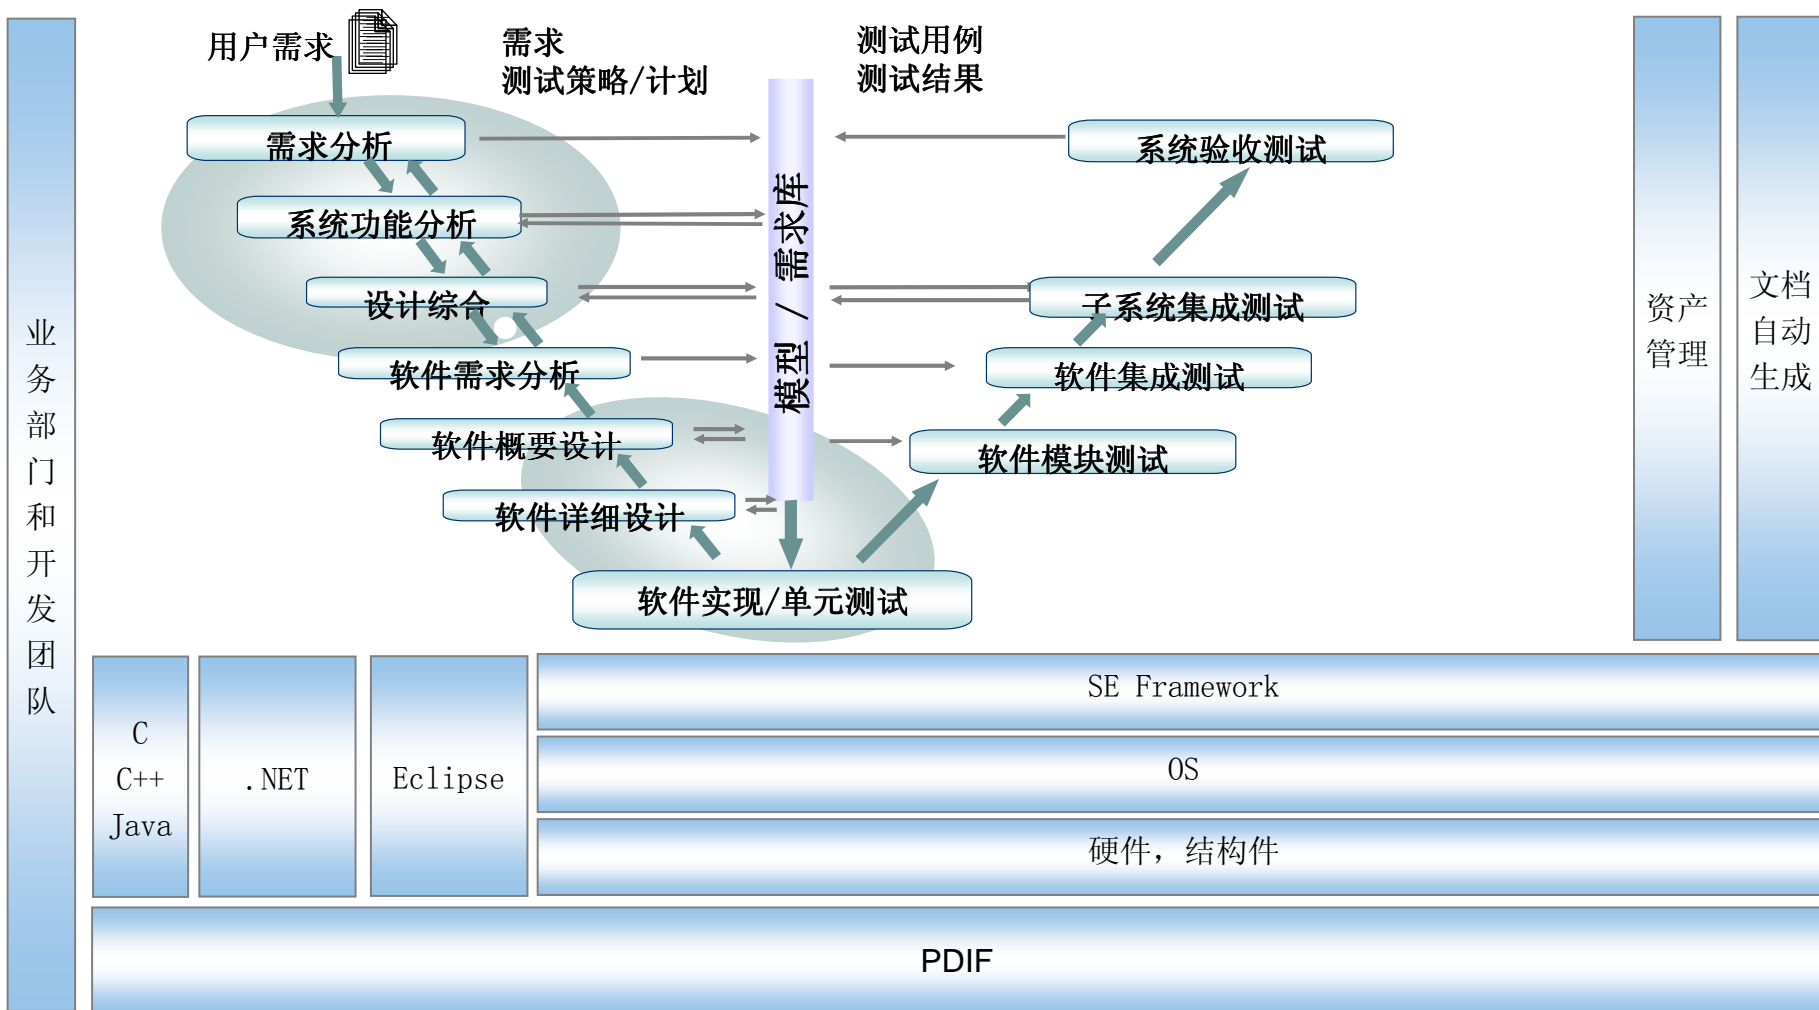 用户需求
需求
测试策略/计划
测试用例
测试结果
需求分析
系统功能分析
设计综合
软件需求分析
软件概要设计
软件详细设计
软件实现/单元测试
模型 / 需求库
系统验收测试
子系统集成测试
软件集成测试
软件模块测试
业务部门和开发团队
资产
管理
文档
自动
生成
C
C++
Java
.NET
Eclipse
SE Framework
OS
硬件，结构件
PDIF